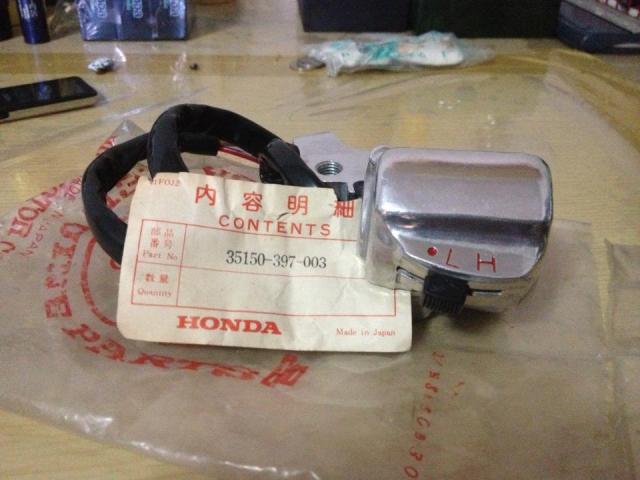 内容明細
CONTENTS
部品番号
Part No
35150-397-003
数量
Quantity
HONDA
Made in Japan
L H
PARTS